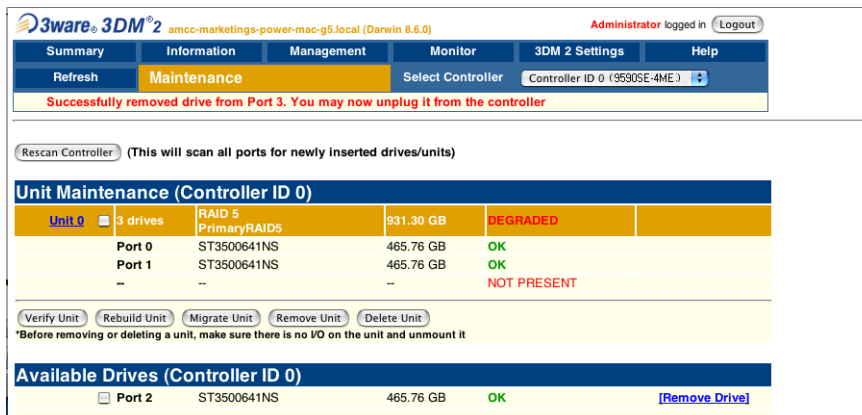 3ware® 3DM®2 amcc-marketings-power-mac-g5.local (Darwin 8.6.0) Administrator logged in Logout
Summary Information Management Monitor 3DM 2 Settings Help
Refresh Maintenance Select Controller Controller ID 0 (9590SE-4ME)
Successfully removed drive from Port 3. You may now unplug it from the controller
Rescan Controller (This will scan all ports for newly inserted drives/units)
Unit Maintenance (Controller ID 0)
Unit 0 3 drives RAID 5 PrimaryRAID5 931.30 GB DEGRADED
Port 0 ST3500641NS 465.76 GB OK
Port 1 ST3500641NS 465.76 GB OK
-- -- -- NOT PRESENT
Verify Unit Rebuild Unit Migrate Unit Remove Unit Delete Unit
*Before removing or deleting a unit, make sure there is no I/O on the unit and unmount it
Available Drives (Controller ID 0)
Port 2 ST3500641NS 465.76 GB OK [Remove Drive]